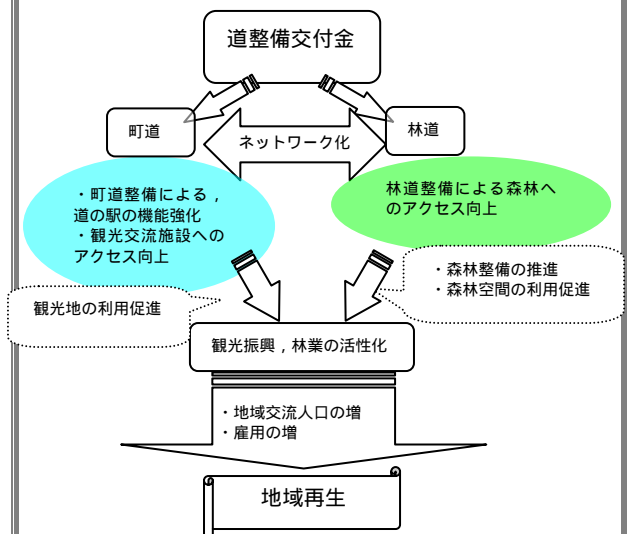 道整備交付金
町道
ネットワーク化
林道
・町道整備による，
道の駅の機能強化
・観光交流施設への
アクセス向上
林道整備による森林へ
のアクセス向上
観光地の利用促進
・森林整備の推進
・森林空間の利用促進
観光振興，林業の活性化
・地域交流人口の増
・雇用の増
地域再生